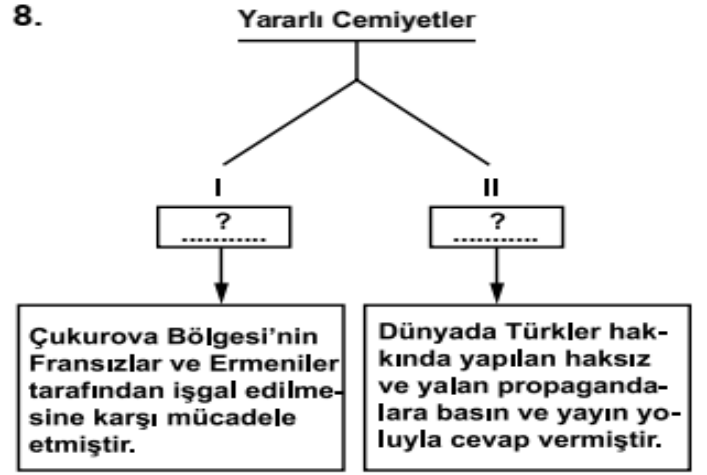 8.
Yararlı Cemiyetler
I
?
...........
Çukurova Bölgesi’nin
Fransızlar ve Ermeniler
tarafından işgal edilme-
sine karşı mücadele
etmiştir.
II
?
...........
Dünyada Türkler hak-
kında yapılan haksız
ve yalan propaganda-
lara basın ve yayın yo-
luyla cevap vermiştir.